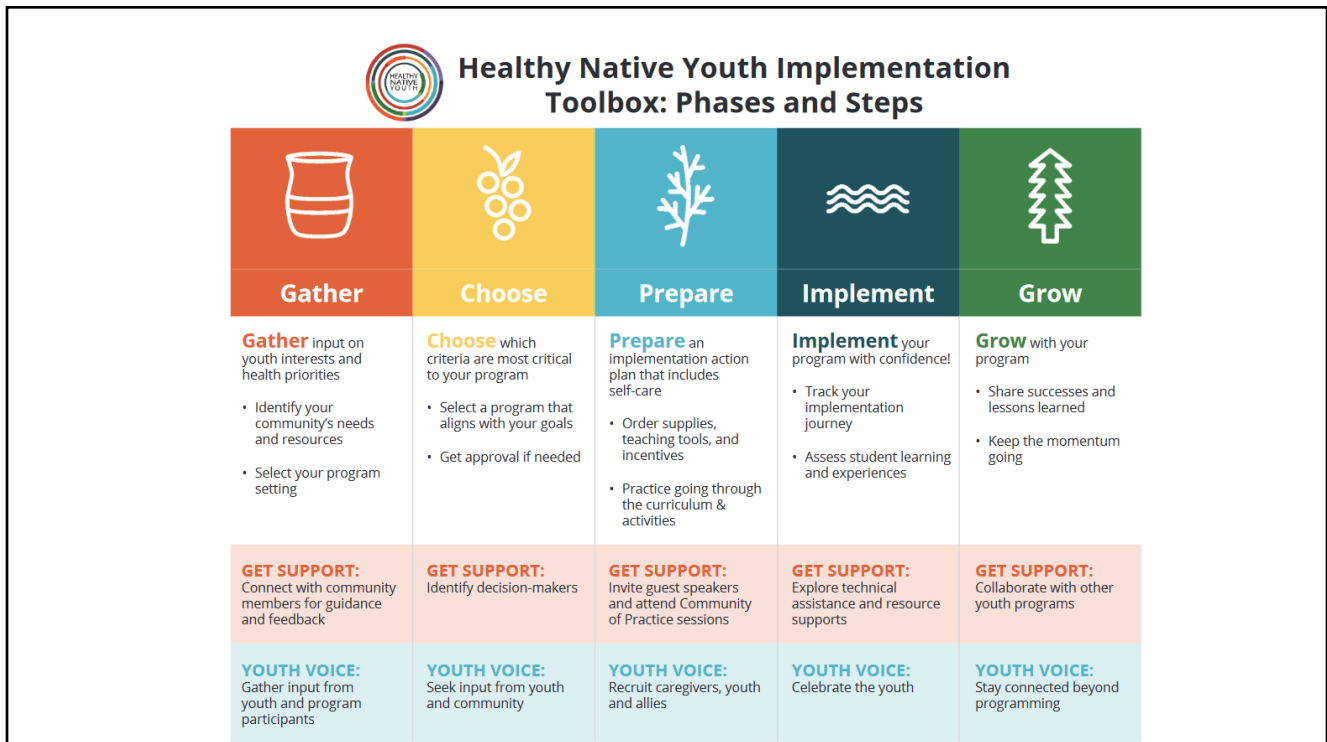 HEALTHY
NATIVE
YOUTH
Healthy Native Youth Implementation
Toolbox: Phases and Steps
Gather
Choose
Prepare
Implement
Grow
Gather input on
youth interests and
health priorities
• Identify your
community's needs
and resources
• Select your program
setting
Choose which
criteria are most critical
to your program
• Select a program that
aligns with your goals
• Get approval if needed
Prepare an
implementation action
plan that includes
self-care
• Order supplies,
teaching tools, and
incentives
• Practice going through
the curriculum &
activities
Implement your
program with confidence!
• Track your
implementation
journey
• Assess student learning
and experiences
Grow with your
program
• Share successes and
lessons learned
• Keep the momentum
going
GET SUPPORT:
Connect with community
members for guidance
and feedback
GET SUPPORT:
Identify decision-makers
GET SUPPORT:
Invite guest speakers
and attend Community
of Practice sessions
GET SUPPORT:
Explore technical
assistance and resource
supports
GET SUPPORT:
Collaborate with other
youth programs
YOUTH VOICE:
Gather input from
youth and program
participants
YOUTH VOICE:
Seek input from youth
and community
YOUTH VOICE:
Recruit caregivers, youth
and allies
YOUTH VOICE:
Celebrate the youth
YOUTH VOICE:
Stay connected beyond
programming